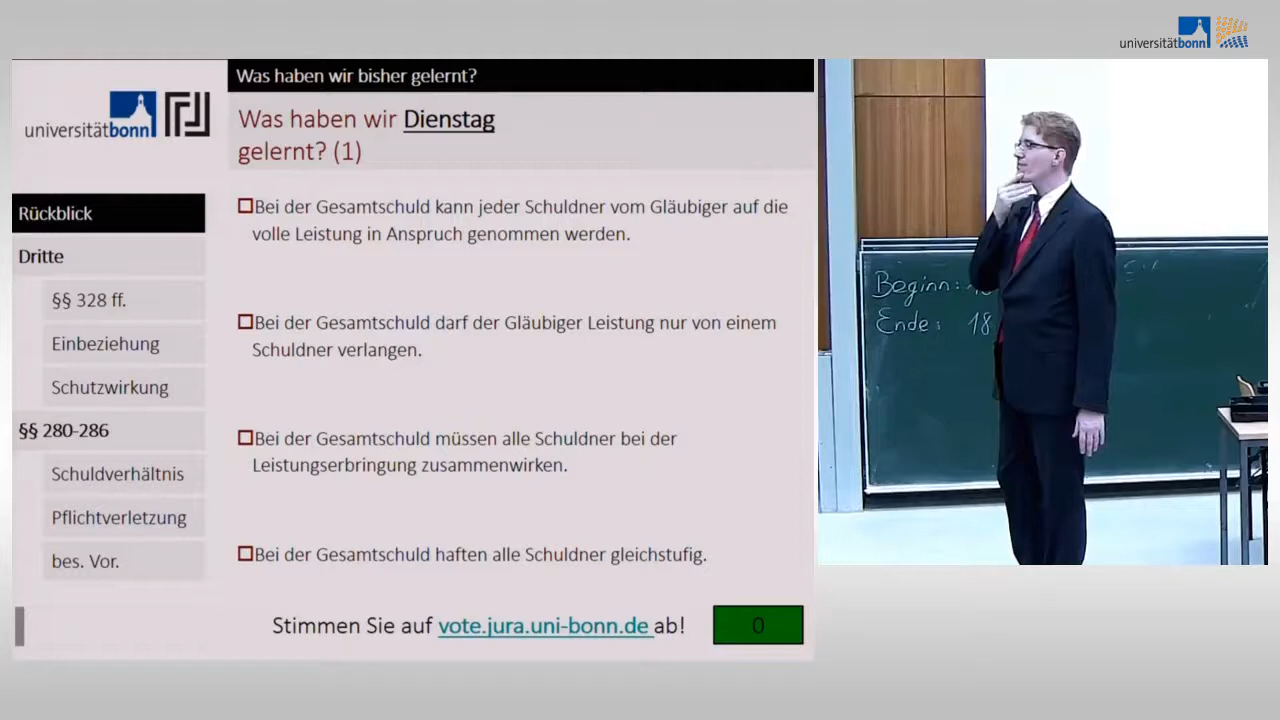 universitätbonn
Was haben wir bisher gelernt?
universitätbonn
Was haben wir Dienstag
gelernt? (1)
Rückblick
Dritte
§§ 328 ff.
Einbeziehung
Schutzwirkung
§§ 280-286
Schuldverhältnis
Pflichtverletzung
bes. Vor.
Bei der Gesamtschuld kann jeder Schuldner vom Gläubiger auf die
volle Leistung in Anspruch genommen werden.
Bei der Gesamtschuld darf der Gläubiger Leistung nur von einem
Schuldner verlangen.
Bei der Gesamtschuld müssen alle Schuldner bei der
Leistungserbringung zusammenwirken.
Bei der Gesamtschuld haften alle Schuldner gleichstufig.
Stimmen Sie auf vote.jura.uni-bonn.de ab!
0
Beginn:
Ende: 18